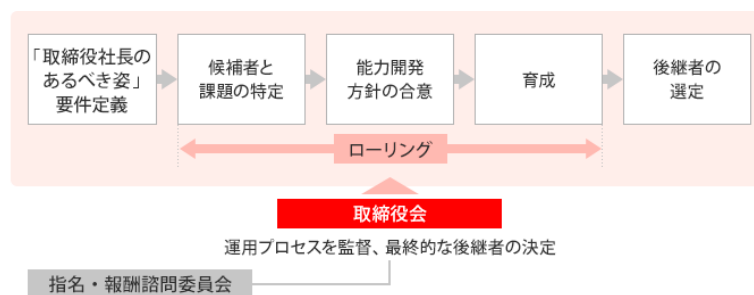 「取締役社長の
あるべき姿」
要件定義
候補者と
課題の特定
能力開発
方針の合意
育成
後継者の
選定
ローリング
取締役会
運用プロセスを監督、最終的な後継者の決定
指名・報酬諮問委員会